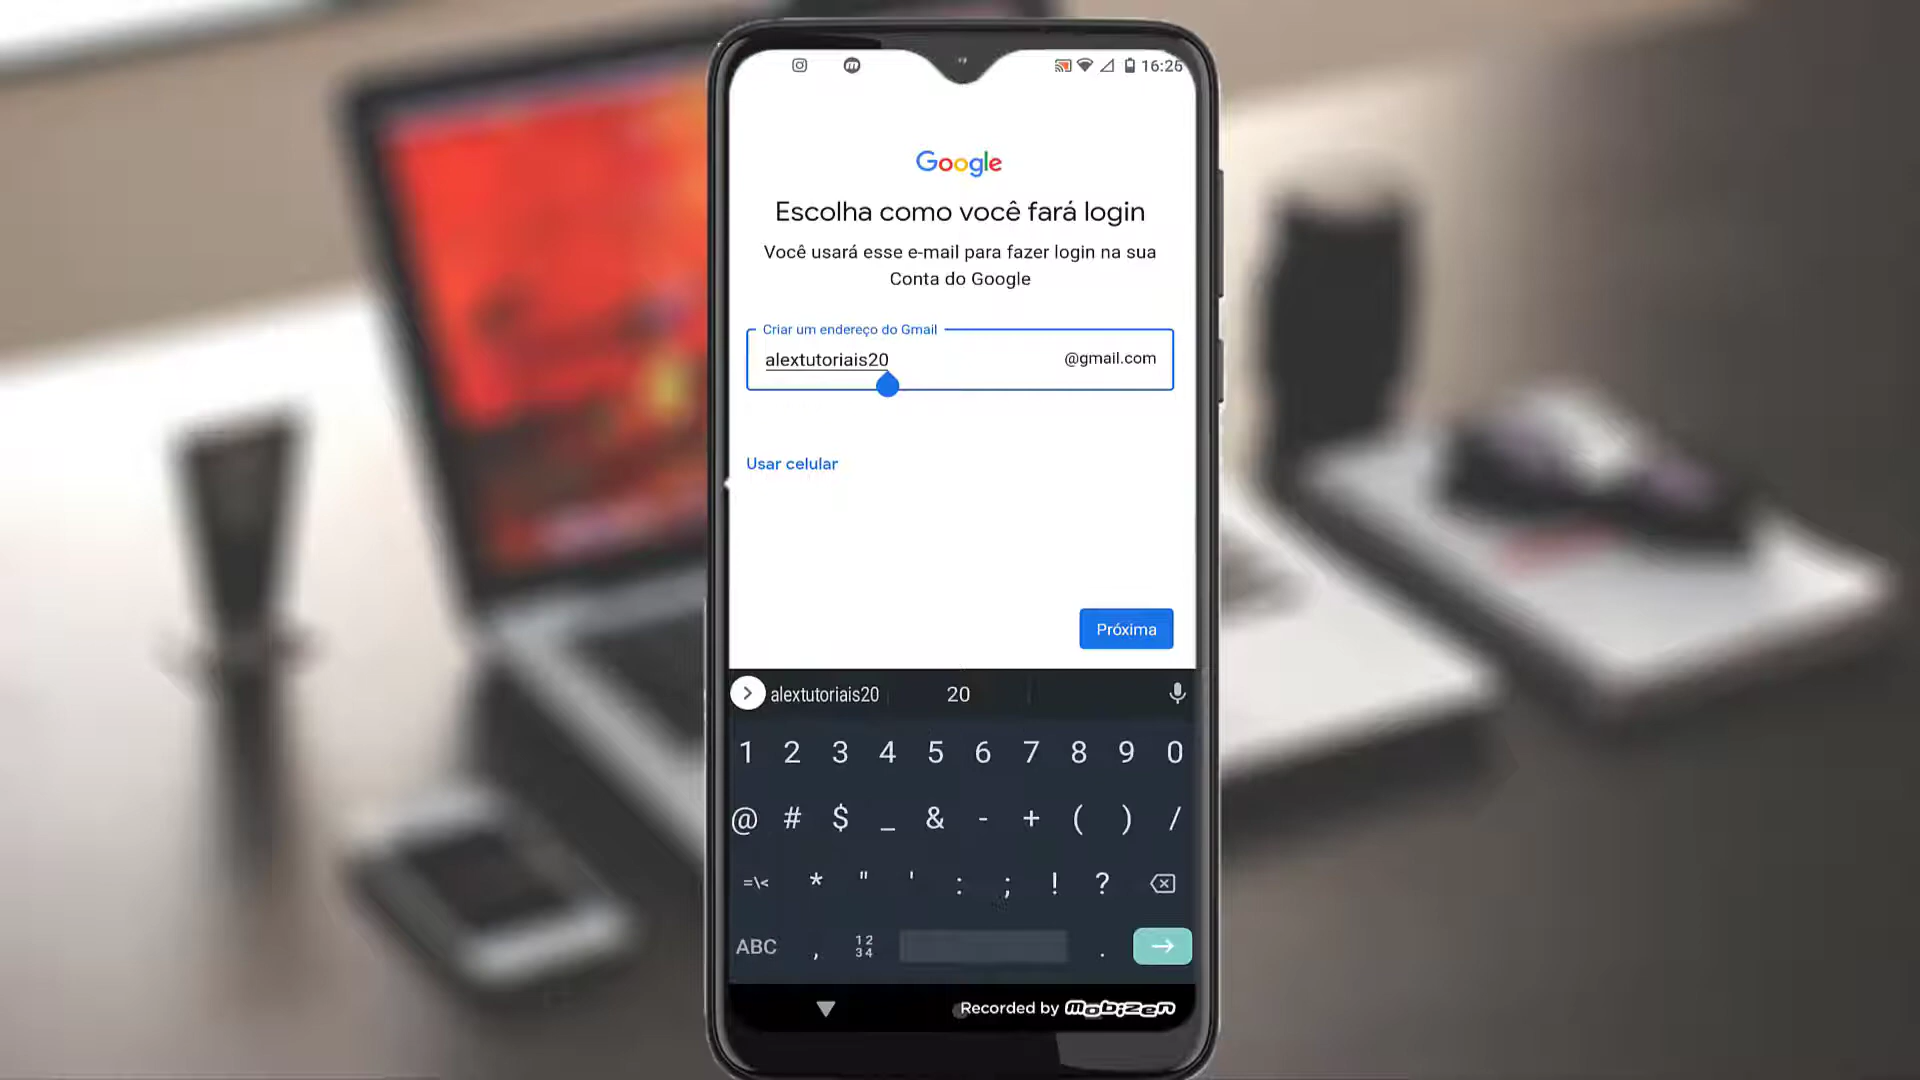 16:25
Google
Escolha como você fará login
Você usará esse e-mail para fazer login na sua
Conta do Google
Criar um endereço do Gmail
alextutoriais20 @gmail.com
Usar celular
Próxima
alextutoriais20 20
1 2 3 4 5 6 7 8 9 0
@ # $ _ & - + ( ) /
=\< * " ' : ; ! ?
ABC , 12 34 .
Recorded by mobizen